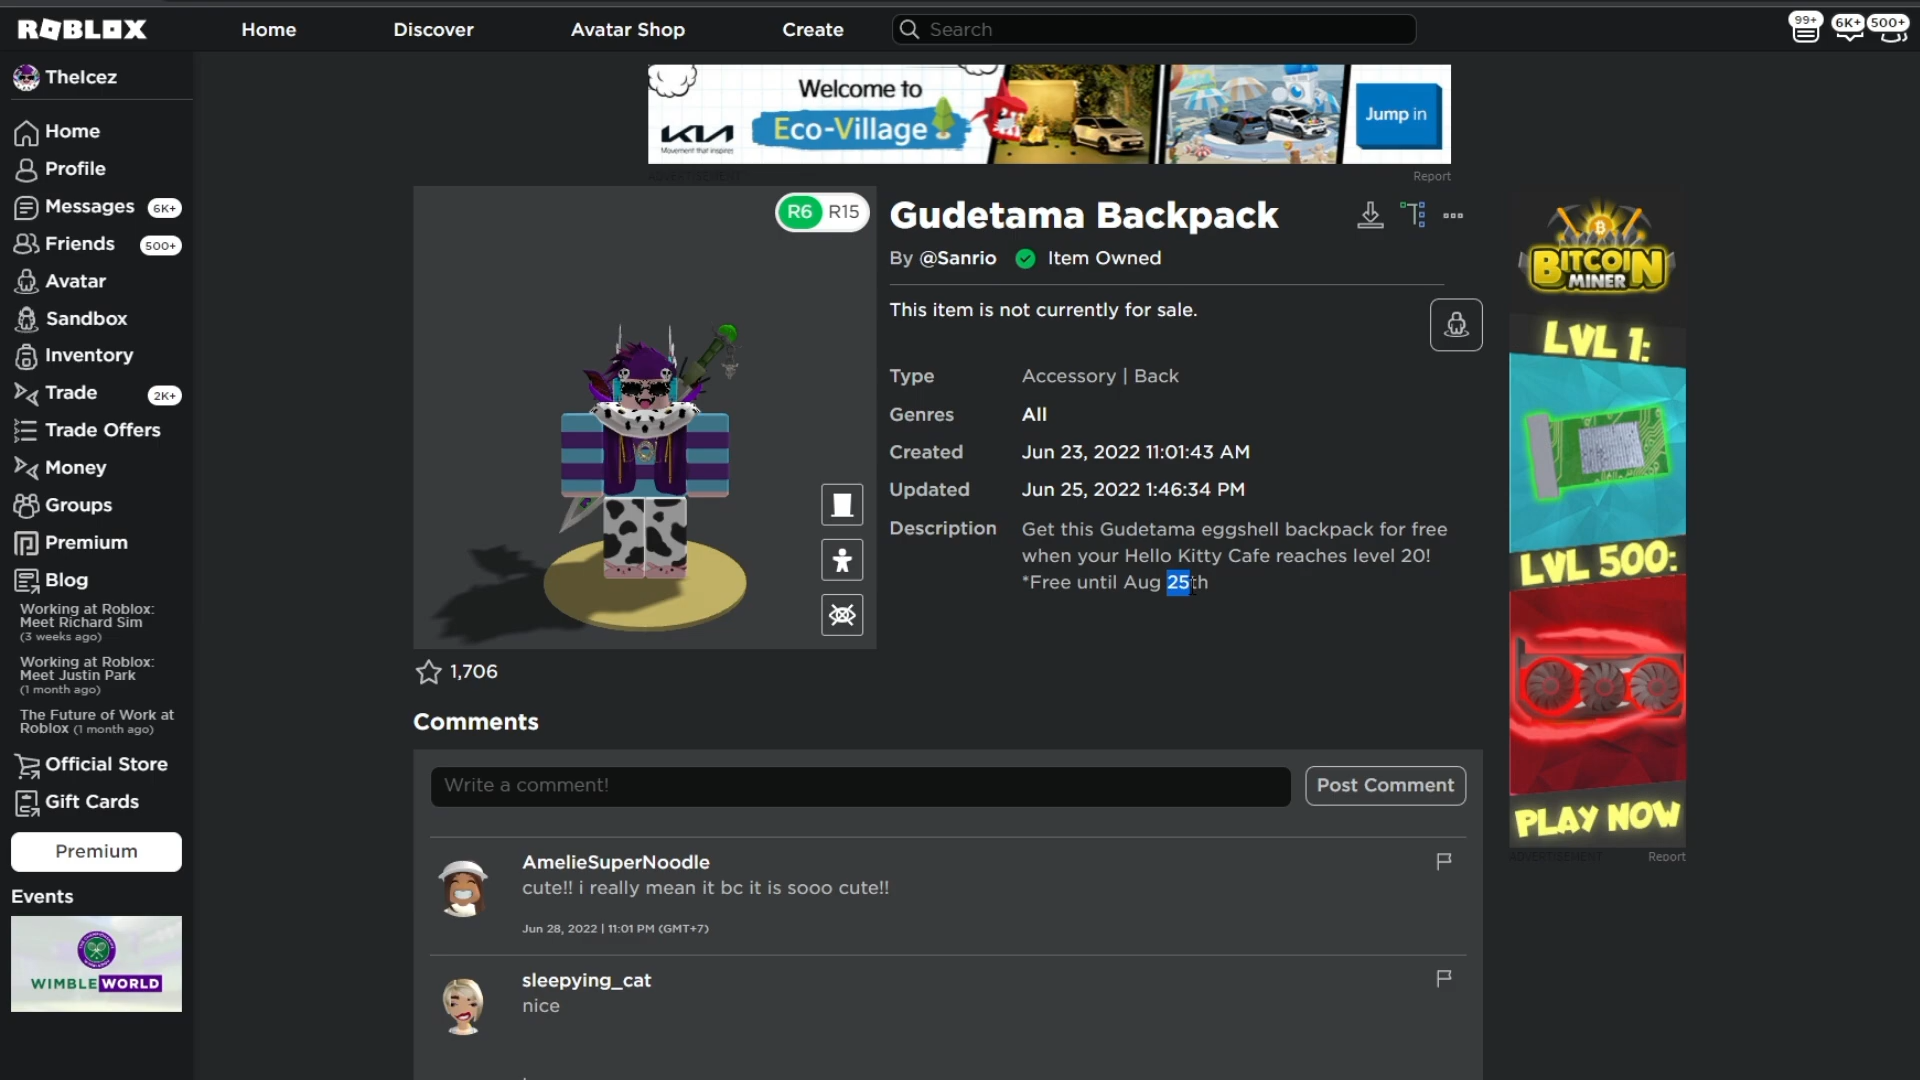 ROBLOX
Home
Discover
Avatar Shop
Create
Search
99+
6K+
500+
TheIcez
Home
Profile
Messages
6K+
Friends
500+
Avatar
Sandbox
Inventory
Trade
2K+
Trade Offers
Money
Groups
Premium
Blog
Working at Roblox:
Meet Richard Sim
(3 weeks ago)
Working at Roblox:
Meet Justin Park
(1 month ago)
The Future of Work at
Roblox (1 month ago)
Official Store
Gift Cards
Premium
Events
WIMBLEWORLD
KIA
Movement that inspires
Welcome to
Eco-Village
Jump in
ADVERTISEMENT
Report
R6
R15
Gudetama Backpack
By @Sanrio
Item Owned
This item is not currently for sale.
Type
Accessory | Back
Genres
All
Created
Jun 23, 2022 11:01:43 AM
Updated
Jun 25, 2022 1:46:34 PM
Description
Get this Gudetama eggshell backpack for free
when your Hello Kitty Cafe reaches level 20!
*Free until Aug 25th
1,706
Comments
Write a comment!
Post Comment
AmelieSuperNoodle
cute!! i really mean it bc it is sooo cute!!
Jun 28, 2022 | 11:01 PM (GMT+7)
sleepying_cat
nice
BITCOIN
MINER
LVL 1:
LVL 500:
PLAY NOW
ADVERTISEMENT
Report